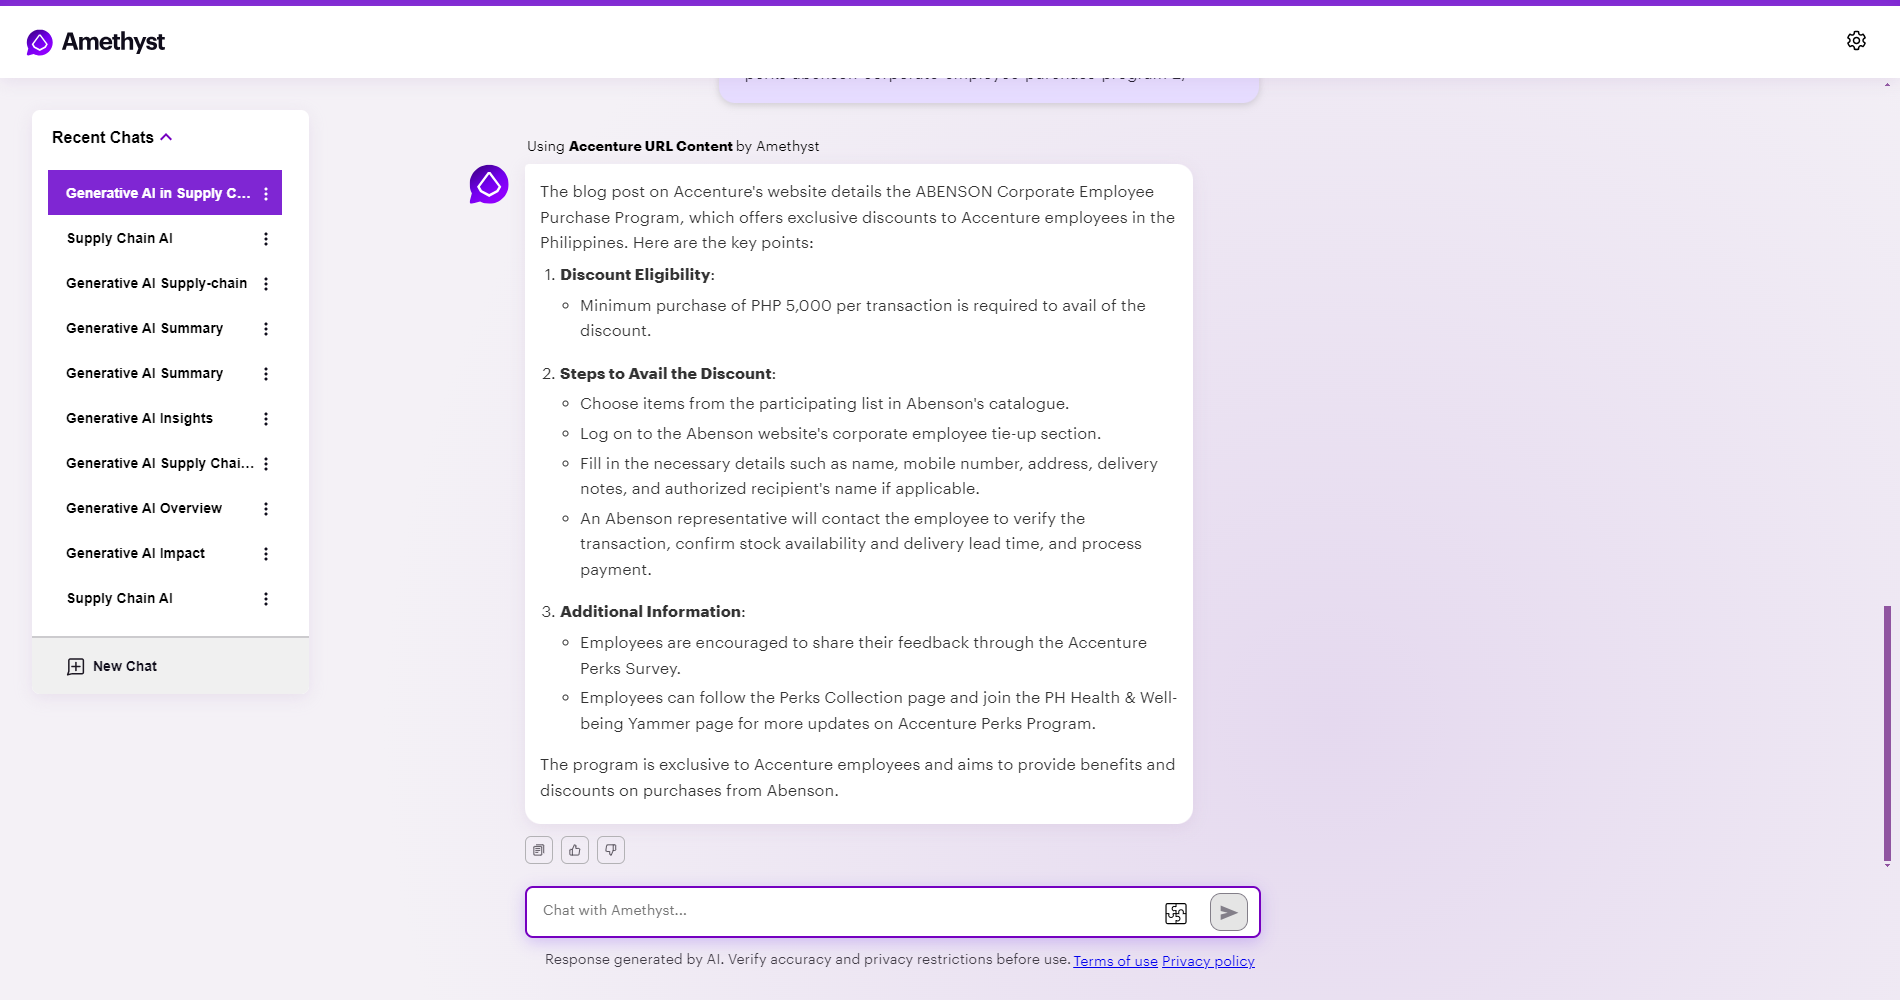 Amethyst
Recent Chats
Generative AI in Supply C...
Supply Chain AI
Generative AI Supply-chain
Generative AI Summary
Generative AI Summary
Generative AI Insights
Generative AI Supply Chai...
Generative AI Overview
Generative AI Impact
Supply Chain AI
New Chat
perks-abenson-corporate-employee-purchase-program-2/
Using Accenture URL Content by Amethyst
The blog post on Accenture's website details the ABENSON Corporate Employee
Purchase Program, which offers exclusive discounts to Accenture employees in the
Philippines. Here are the key points:
1. Discount Eligibility:
◦ Minimum purchase of PHP 5,000 per transaction is required to avail of the
discount.
2. Steps to Avail the Discount:
◦ Choose items from the participating list in Abenson's catalogue.
◦ Log on to the Abenson website's corporate employee tie-up section.
◦ Fill in the necessary details such as name, mobile number, address, delivery
notes, and authorized recipient's name if applicable.
◦ An Abenson representative will contact the employee to verify the
transaction, confirm stock availability and delivery lead time, and process
payment.
3. Additional Information:
◦ Employees are encouraged to share their feedback through the Accenture
Perks Survey.
◦ Employees can follow the Perks Collection page and join the PH Health & Well-
being Yammer page for more updates on Accenture Perks Program.
The program is exclusive to Accenture employees and aims to provide benefits and
discounts on purchases from Abenson.
Chat with Amethyst...
Response generated by AI. Verify accuracy and privacy restrictions before use. Terms of use Privacy policy